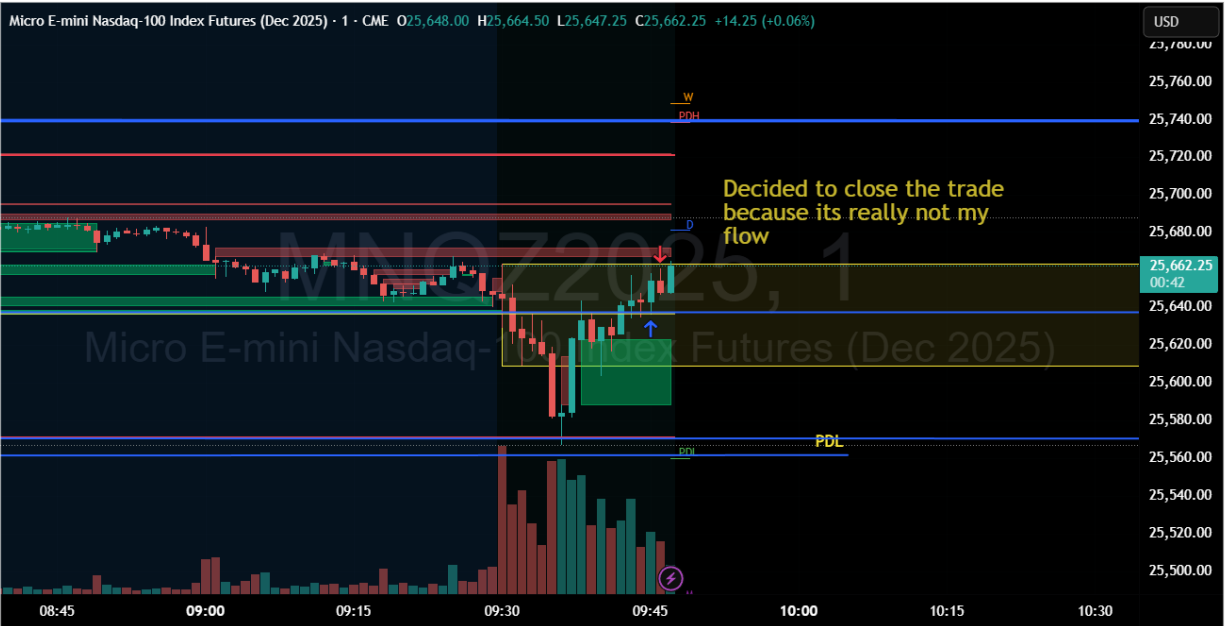 Micro E-mini Nasdaq-100 Index Futures (Dec 2025) · 1 · CME O25,648.00 H25,664.50 L25,647.25 C25,662.25 +14.25 (+0.06%)
USD
25,780.00
25,760.00
W
PDH
25,740.00
25,720.00
Decided to close the trade
because its really not my
flow
25,700.00
D
25,680.00
MNQZ2025, 1
25,662.25
00:42
25,640.00
Micro E-mini Nasdaq-100 Index Futures (Dec 2025)
25,620.00
25,600.00
25,580.00
PDL
PDL
25,560.00
25,540.00
25,520.00
25,500.00
08:45 09:00 09:15 09:30 09:45 10:00 10:15 10:30